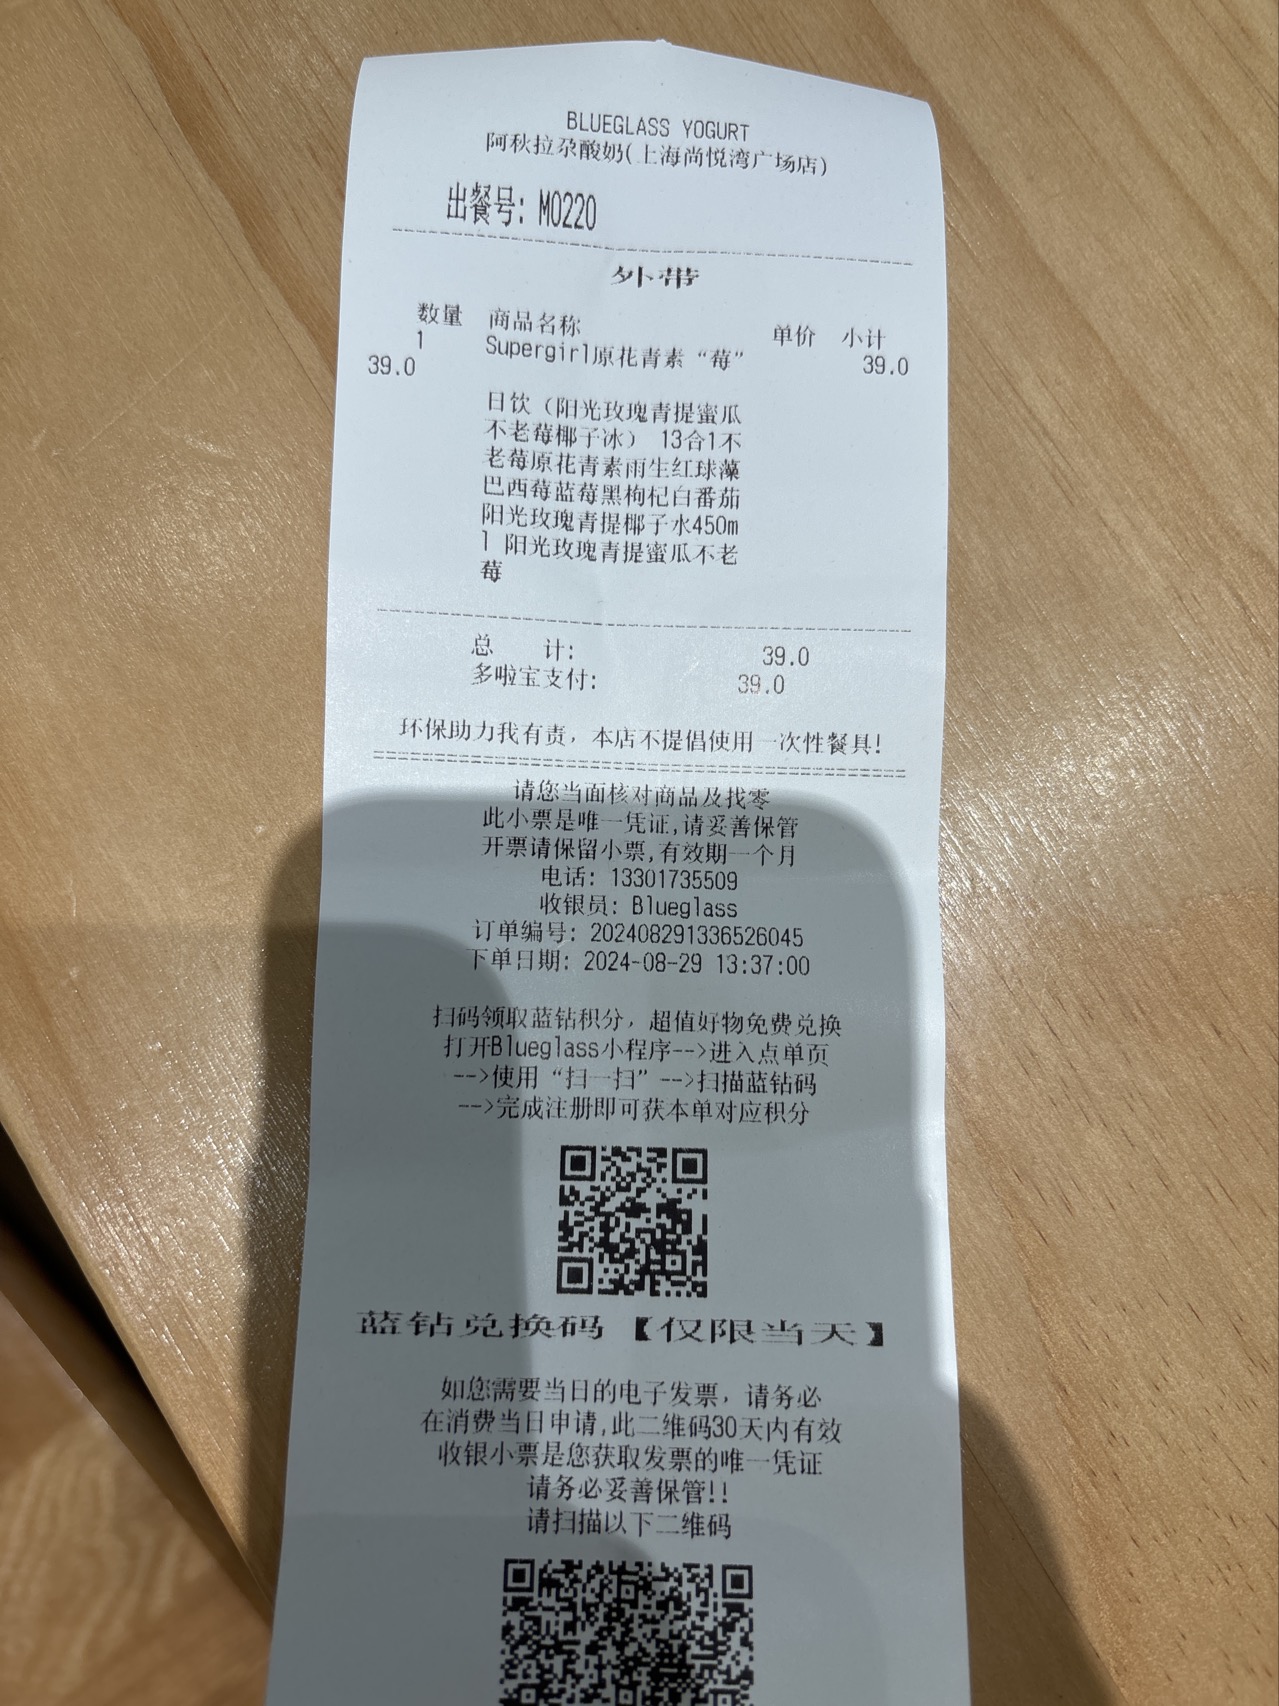 BLUEGLASS YOGURT
阿秋拉尕酸奶(上海尚悦湾广场店)
出餐号: M0220
外带
数量 商品名称 单价 小计
1 Supergirl原花青素“莓”
39.0 39.0
日饮（阳光玫瑰青提蜜瓜
不老莓椰子冰） 13合1不
老莓原花青素雨生红球藻
巴西莓蓝莓黑枸杞白番茄
阳光玫瑰青提椰子水450m
l 阳光玫瑰青提蜜瓜不老
莓
总 计: 39.0
多啦宝支付: 39.0
环保助力我有责，本店不提倡使用一次性餐具!
请您当面核对商品及找零
此小票是唯一凭证,请妥善保管
开票请保留小票,有效期一个月
电话: 13301735509
收银员: Blueglass
订单编号: 202408291336526045
下单日期: 2024-08-29 13:37:00
扫码领取蓝钻积分，超值好物免费兑换
打开Blueglass小程序-->进入点单页
-->使用“扫一扫”-->扫描蓝钻码
-->完成注册即可获本单对应积分
蓝钻兑换码【仅限当天】
如您需要当日的电子发票，请务必
在消费当日申请,此二维码30天内有效
收银小票是您获取发票的唯一凭证
请务必妥善保管!!
请扫描以下二维码